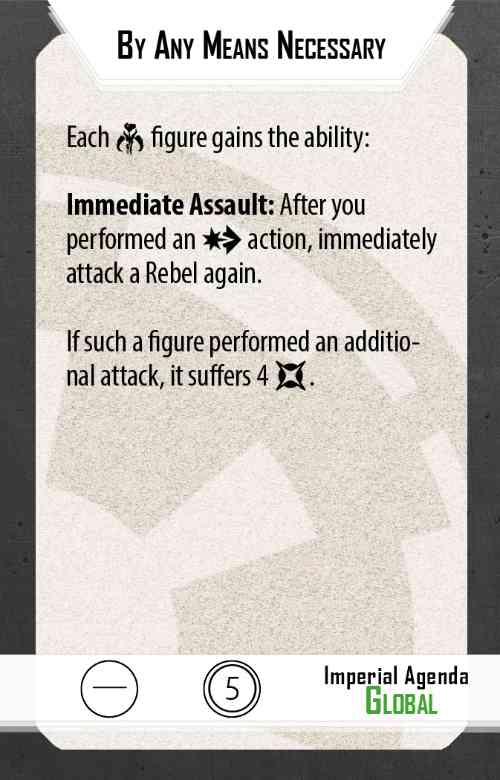 By Any Means Necessary
Each figure gains the ability:
Immediate Assault: After you
performed an action, immediately
attack a Rebel again.
If such a figure performed an additio-
nal attack, it suffers 4 .
— 5 Imperial Agenda
Global